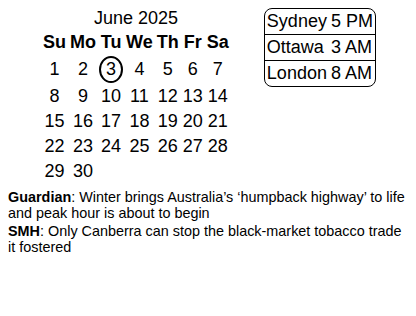 June 2025
Su Mo Tu We Th Fr Sa
1 2 3 4 5 6 7
8 9 10 11 12 13 14
15 16 17 18 19 20 21
22 23 24 25 26 27 28
29 30
Sydney 5 PM
Ottawa 3 AM
London 8 AM
Guardian: Winter brings Australia’s ‘humpback highway’ to life
and peak hour is about to begin
SMH: Only Canberra can stop the black-market tobacco trade
it fostered